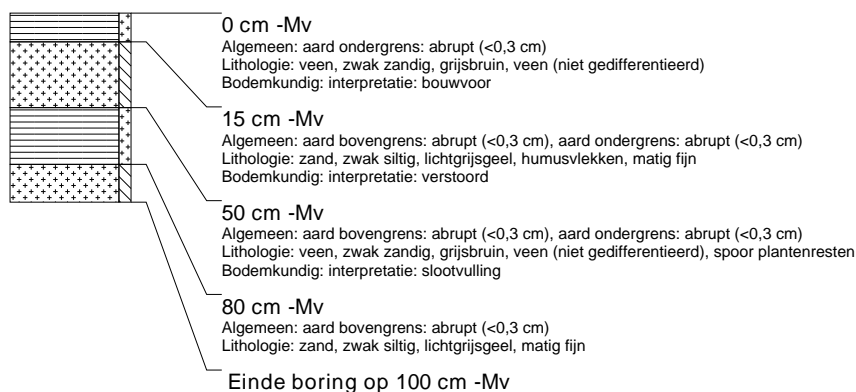 0 cm -Mv
Algemeen: aard ondergrens: abrupt (<0,3 cm)
Lithologie: veen, zwak zandig, grijsbruin, veen (niet gedifferentieerd)
Bodemkundig: interpretatie: bouwvoor
15 cm -Mv
Algemeen: aard bovengrens: abrupt (<0,3 cm), aard ondergrens: abrupt (<0,3 cm)
Lithologie: zand, zwak siltig, lichtgrijsgeel, humusvlekken, matig fijn
Bodemkundig: interpretatie: verstoord
50 cm -Mv
Algemeen: aard bovengrens: abrupt (<0,3 cm), aard ondergrens: abrupt (<0,3 cm)
Lithologie: veen, zwak zandig, grijsbruin, veen (niet gedifferentieerd), spoor plantenresten
Bodemkundig: interpretatie: slootvulling
80 cm -Mv
Algemeen: aard bovengrens: abrupt (<0,3 cm)
Lithologie: zand, zwak siltig, lichtgrijsgeel, matig fijn
Einde boring op 100 cm -Mv